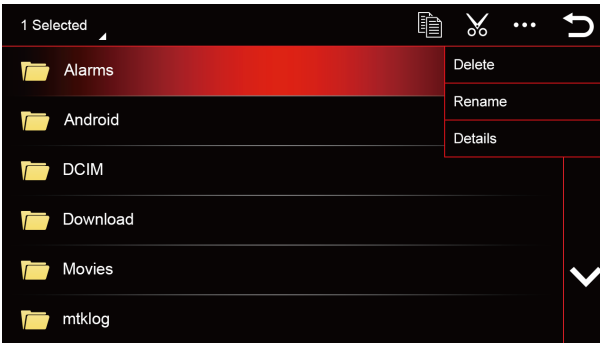 1 Selected
Alarms
Delete
Rename
Android
Details
DCIM
Download
Movies
mtklog